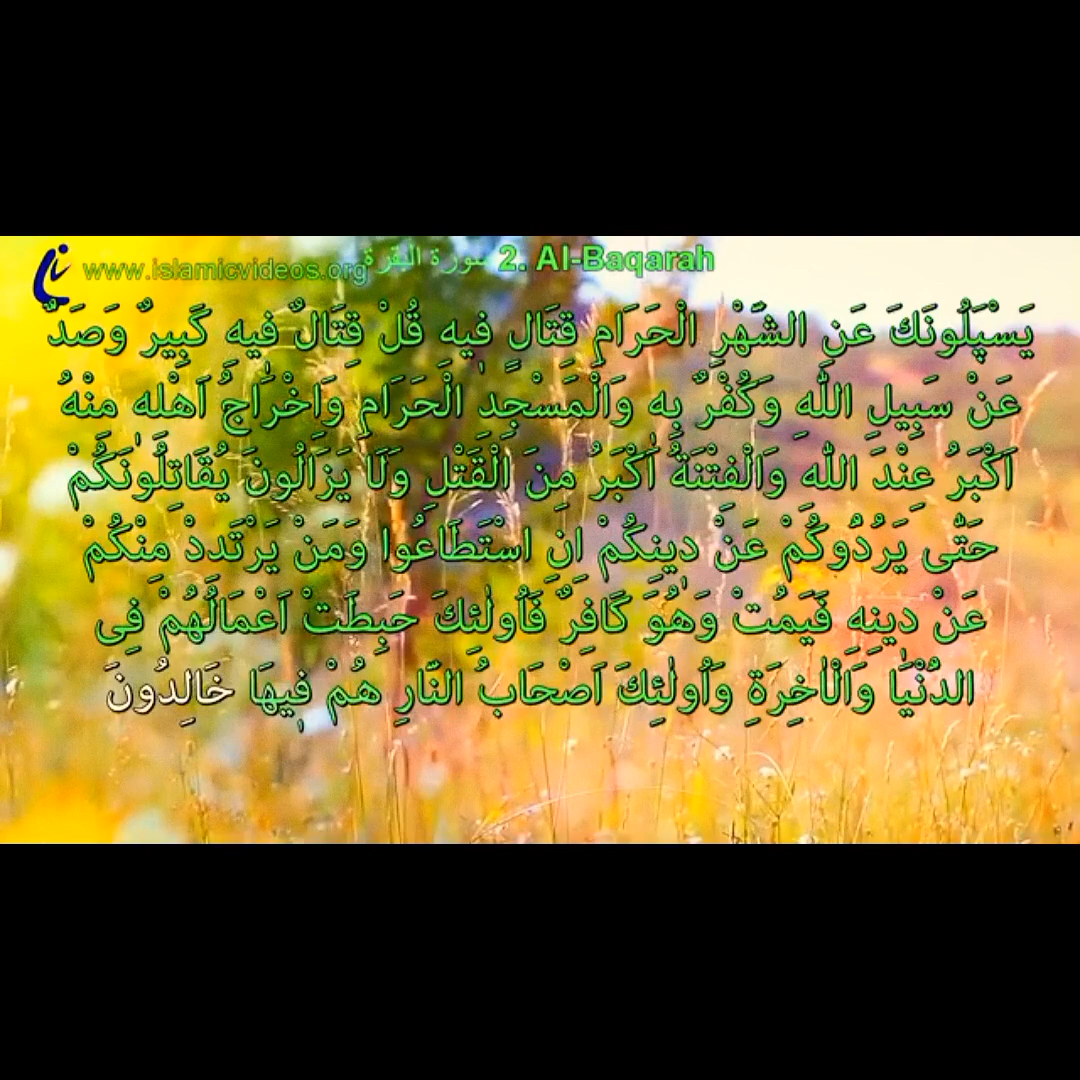 www.islamicvideos.org سورة البقرة 2. Al-Baqarah
يَسْپَلُونَكَ عَنِ الشَّهْرِ الْحَرَامِ قِتَالٍ فٖيهِ قُلْ قِتَالٌ فٖيهِ كَبِيرٌ وَصَدٌّ
عَنْ سَبِيلِ اللّٰهِ وَكُفْرٌ بِهٖ وَالْمَسْجِدِ الْحَرَامِ وَاِخْرَاجُ اَهْلِهٖ مِنْهُ
اَكْبَرُ عِنْدَ اللّٰهِ وَالْفِتْنَةُ اَكْبَرُ مِنَ الْقَتْلِ وَلَا يَزَالُونَ يُقَاتِلُونَكُمْ
حَتّٰى يَرُدُّوكُمْ عَنْ دٖينِكُمْ اِنِ اسْتَطَاعُوا وَمَنْ يَرْتَدِدْ مِنْكُمْ
عَنْ دٖينِهٖ فَيَمُتْ وَهُوَ كَافِرٌ فَاُولٰئِكَ حَبِطَتْ اَعْمَالُهُمْ فِى
الدُّنْيَا وَالْاٰخِرَةِ وَاُولٰئِكَ اَصْحَابُ النَّارِ هُمْ فٖيهَا خَالِدُونَ